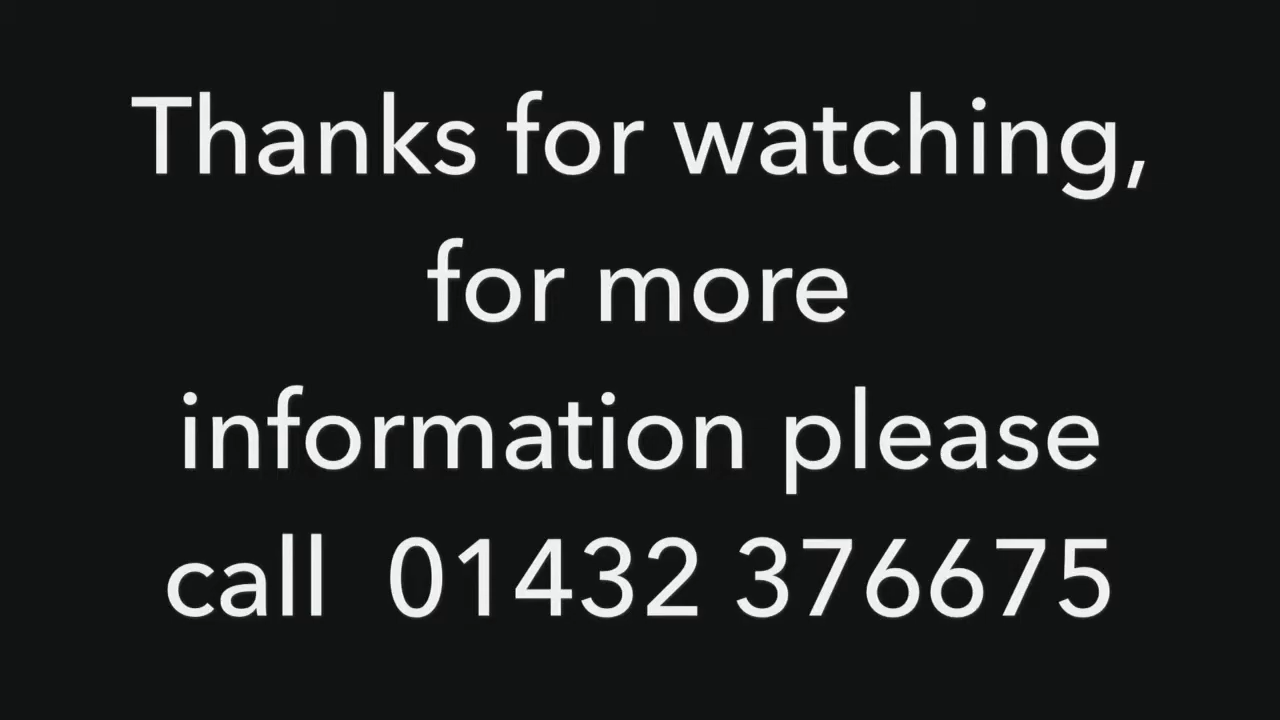 Thanks for watching,
for more
information please
call  01432 376675